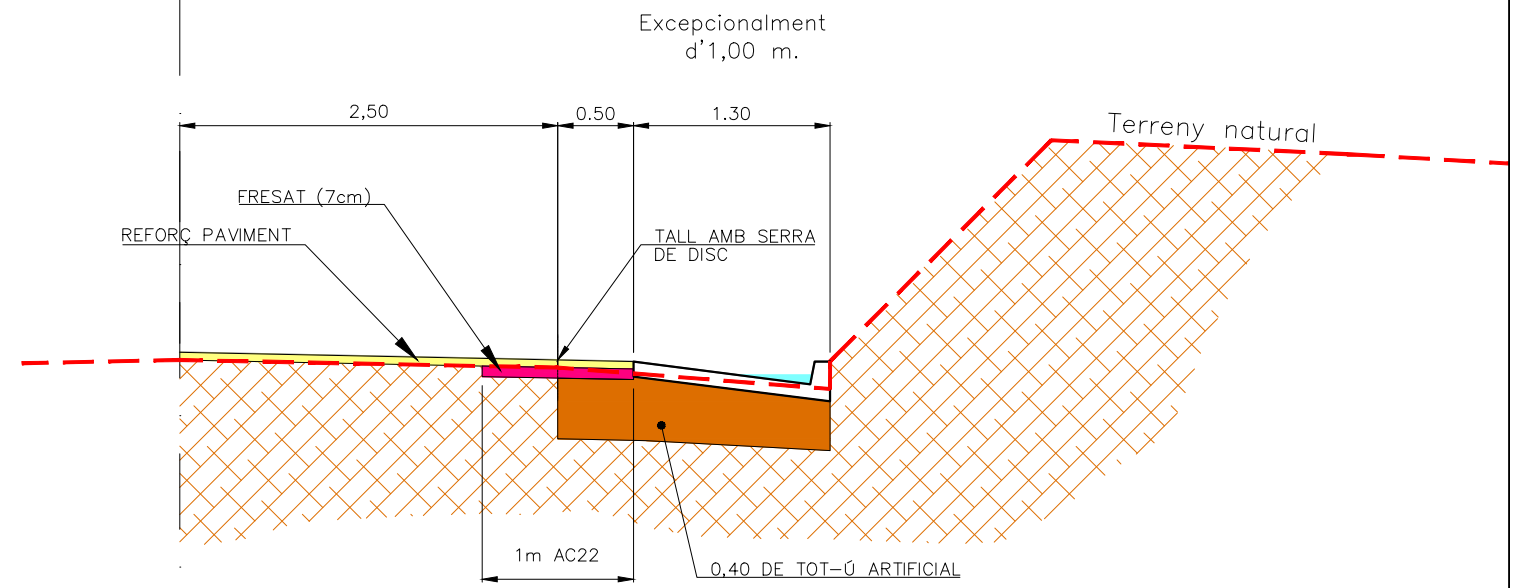 Excepcionalment
d'1,00 m.
2,50
0.50
1.30
Terreny natural
FRESAT (7cm)
REFORÇ PAVIMENT
TALL AMB SERRA
DE DISC
1m AC22
0,40 DE TOT-Ú ARTIFICIAL